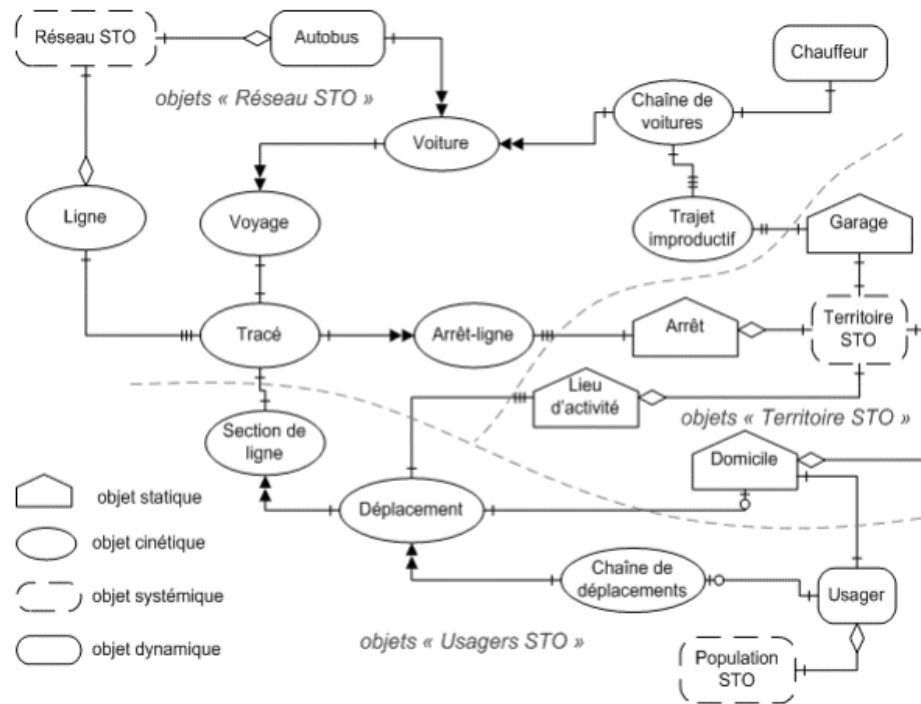 Réseau STO
Autobus
Chauffeur
objets « Réseau STO »
Chaîne de
voitures
Voiture
Ligne
Voyage
Trajet
improductif
Garage
Tracé
Arrêt-ligne
Arrêt
Territoire
STO
Lieu
d'activité
objets « Territoire STO »
Section de
ligne
Domicile
objet statique
Déplacement
objet cinétique
Chaîne de
déplacements
objet systémique
Usager
objet dynamique
objets « Usagers STO »
Population
STO